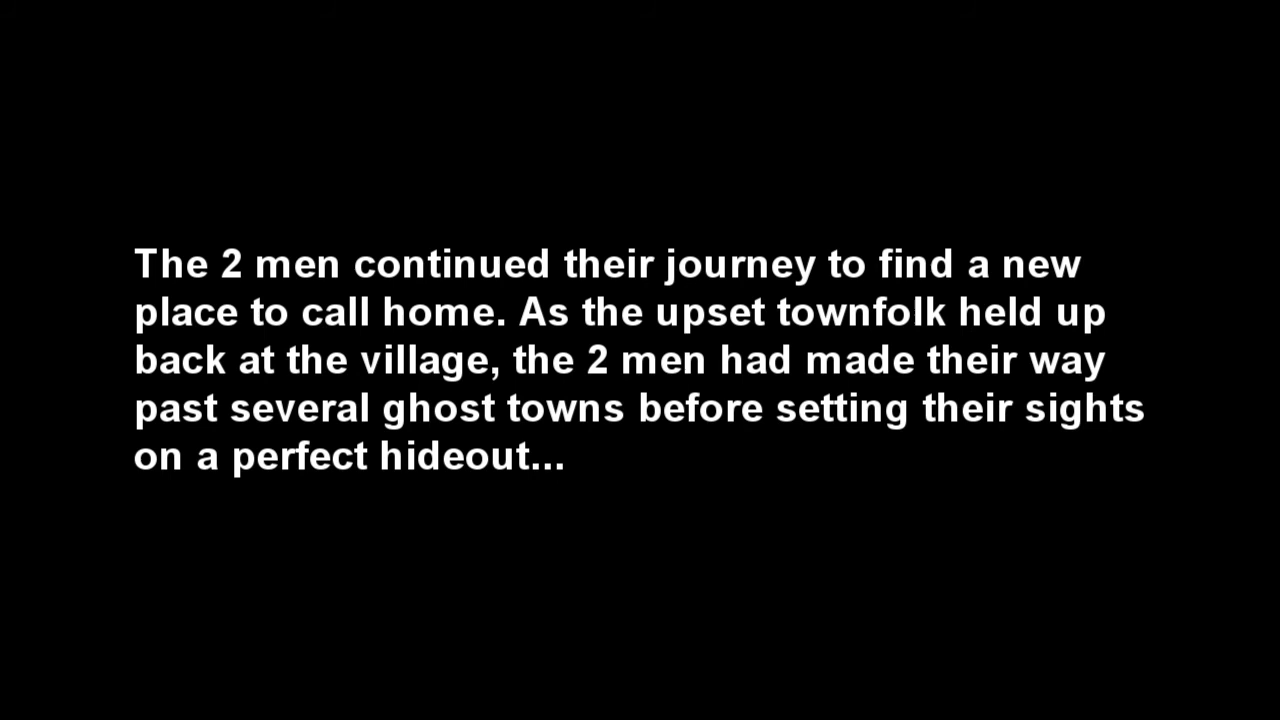 The 2 men continued their journey to find a new
place to call home. As the upset townfolk held up
back at the village, the 2 men had made their way
past several ghost towns before setting their sights
on a perfect hideout...